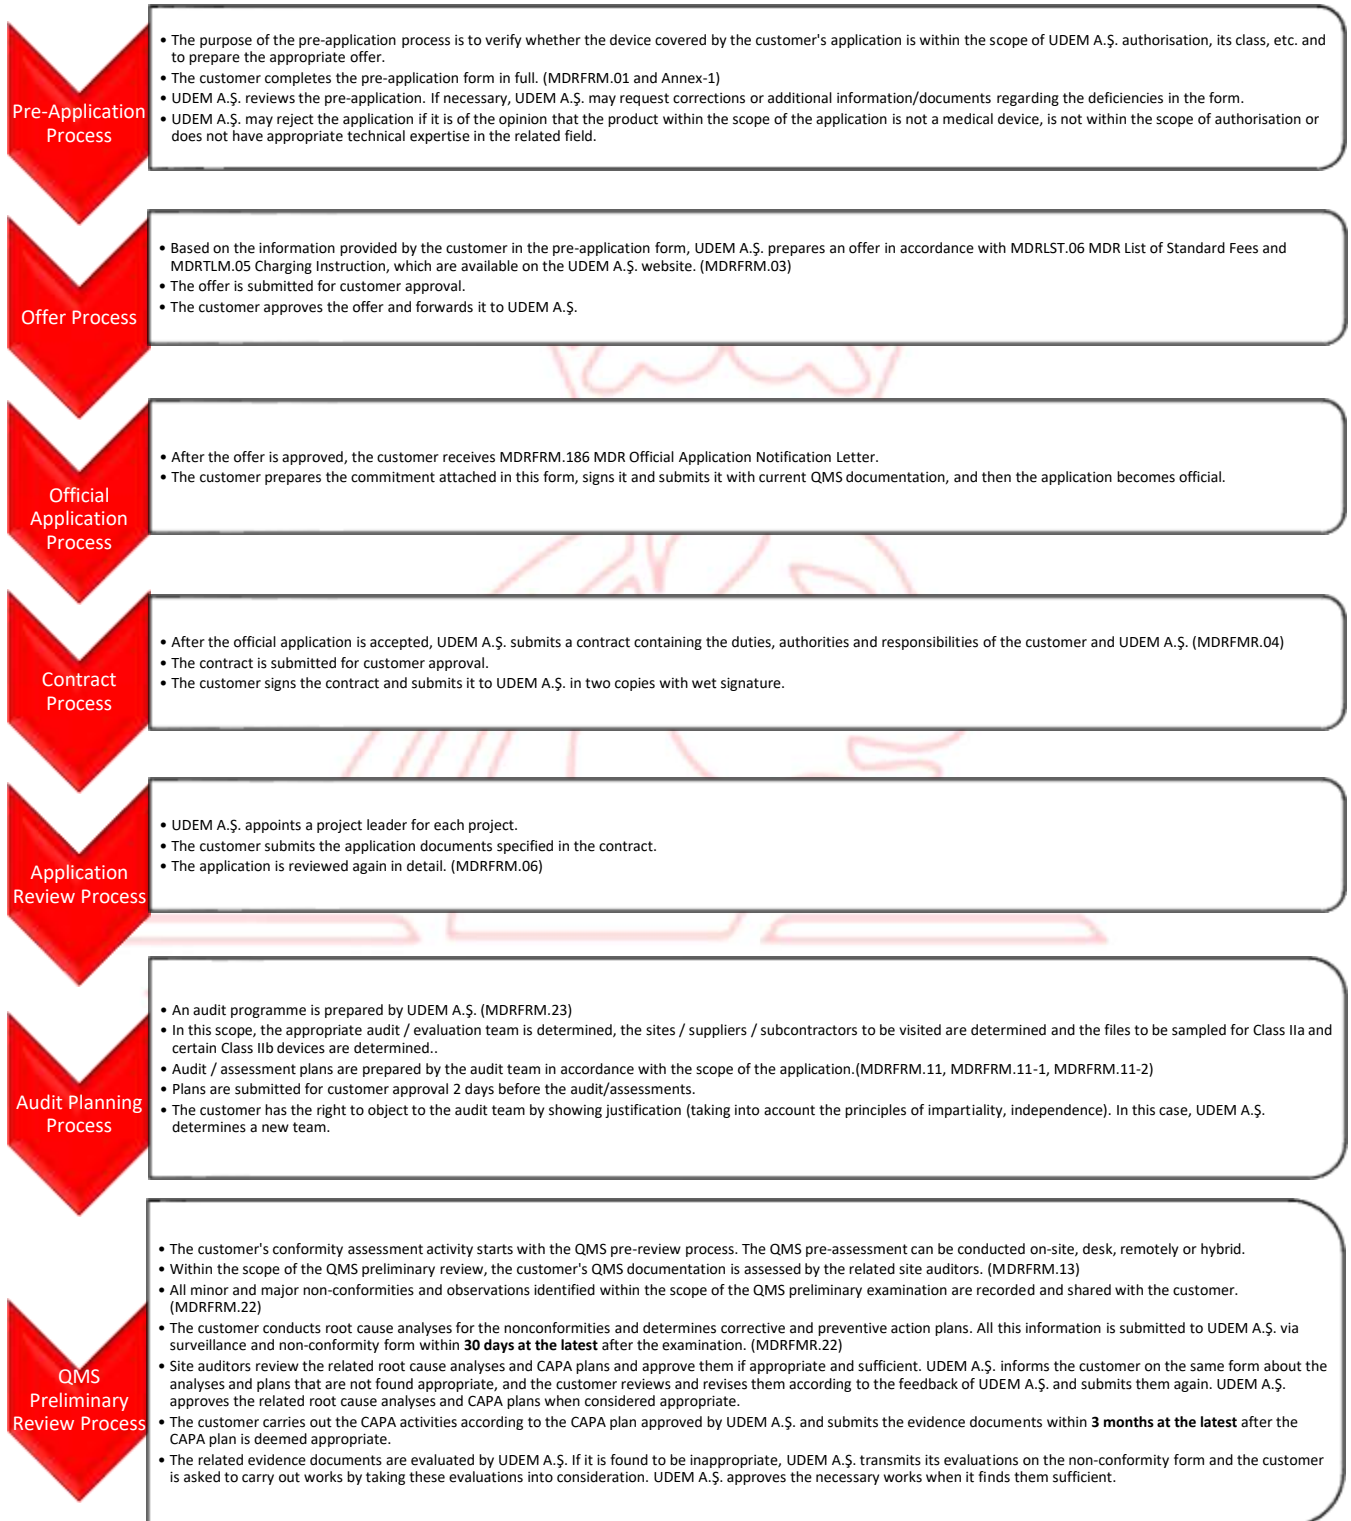 Pre-Application
Process
• The purpose of the pre-application process is to verify whether the device covered by the customer's application is within the scope of UDEM A.Ş. authorisation, its class, etc. and
to prepare the appropriate offer.
• The customer completes the pre-application form in full. (MDRFRM.01 and Annex-1)
• UDEM A.Ş. reviews the pre-application. If necessary, UDEM A.Ş. may request corrections or additional information/documents regarding the deficiencies in the form.
• UDEM A.Ş. may reject the application if it is of the opinion that the product within the scope of the application is not a medical device, is not within the scope of authorisation or
does not have appropriate technical expertise in the related field.
Offer Process
• Based on the information provided by the customer in the pre-application form, UDEM A.Ş. prepares an offer in accordance with MDRLST.06 MDR List of Standard Fees and
MDRTLM.05 Charging Instruction, which are available on the UDEM A.Ş. website. (MDRFRM.03)
• The offer is submitted for customer approval.
• The customer approves the offer and forwards it to UDEM A.Ş.
Official
Application
Process
• After the offer is approved, the customer receives MDRFRM.186 MDR Official Application Notification Letter.
• The customer prepares the commitment attached in this form, signs it and submits it with current QMS documentation, and then the application becomes official.
Contract
Process
• After the official application is accepted, UDEM A.Ş. submits a contract containing the duties, authorities and responsibilities of the customer and UDEM A.Ş. (MDRFMR.04)
• The contract is submitted for customer approval.
• The customer signs the contract and submits it to UDEM A.Ş. in two copies with wet signature.
Application
Review Process
• UDEM A.Ş. appoints a project leader for each project.
• The customer submits the application documents specified in the contract.
• The application is reviewed again in detail. (MDRFRM.06)
Audit Planning
Process
• An audit programme is prepared by UDEM A.Ş. (MDRFRM.23)
• In this scope, the appropriate audit / evaluation team is determined, the sites / suppliers / subcontractors to be visited are determined and the files to be sampled for Class IIa and
certain Class IIb devices are determined..
• Audit / assessment plans are prepared by the audit team in accordance with the scope of the application.(MDRFRM.11, MDRFRM.11-1, MDRFRM.11-2)
• Plans are submitted for customer approval 2 days before the audit/assessments.
• The customer has the right to object to the audit team by showing justification (taking into account the principles of impartiality, independence). In this case, UDEM A.Ş.
determines a new team.
QMS
Preliminary
Review Process
• The customer's conformity assessment activity starts with the QMS pre-review process. The QMS pre-assessment can be conducted on-site, desk, remotely or hybrid.
• Within the scope of the QMS preliminary review, the customer's QMS documentation is assessed by the related site auditors. (MDRFRM.13)
• All minor and major non-conformities and observations identified within the scope of the QMS preliminary examination are recorded and shared with the customer.
(MDRFRM.22)
• The customer conducts root cause analyses for the nonconformities and determines corrective and preventive action plans. All this information is submitted to UDEM A.Ş. via
surveillance and non-conformity form within 30 days at the latest after the examination. (MDRFMR.22)
• Site auditors review the related root cause analyses and CAPA plans and approve them if appropriate and sufficient. UDEM A.Ş. informs the customer on the same form about the
analyses and plans that are not found appropriate, and the customer reviews and revises them according to the feedback of UDEM A.Ş. and submits them again. UDEM A.Ş.
approves the related root cause analyses and CAPA plans when considered appropriate.
• The customer carries out the CAPA activities according to the CAPA plan approved by UDEM A.Ş. and submits the evidence documents within 3 months at the latest after the
CAPA plan is deemed appropriate.
• The related evidence documents are evaluated by UDEM A.Ş. If it is found to be inappropriate, UDEM A.Ş. transmits its evaluations on the non-conformity form and the customer
is asked to carry out works by taking these evaluations into consideration. UDEM A.Ş. approves the necessary works when it finds them sufficient.